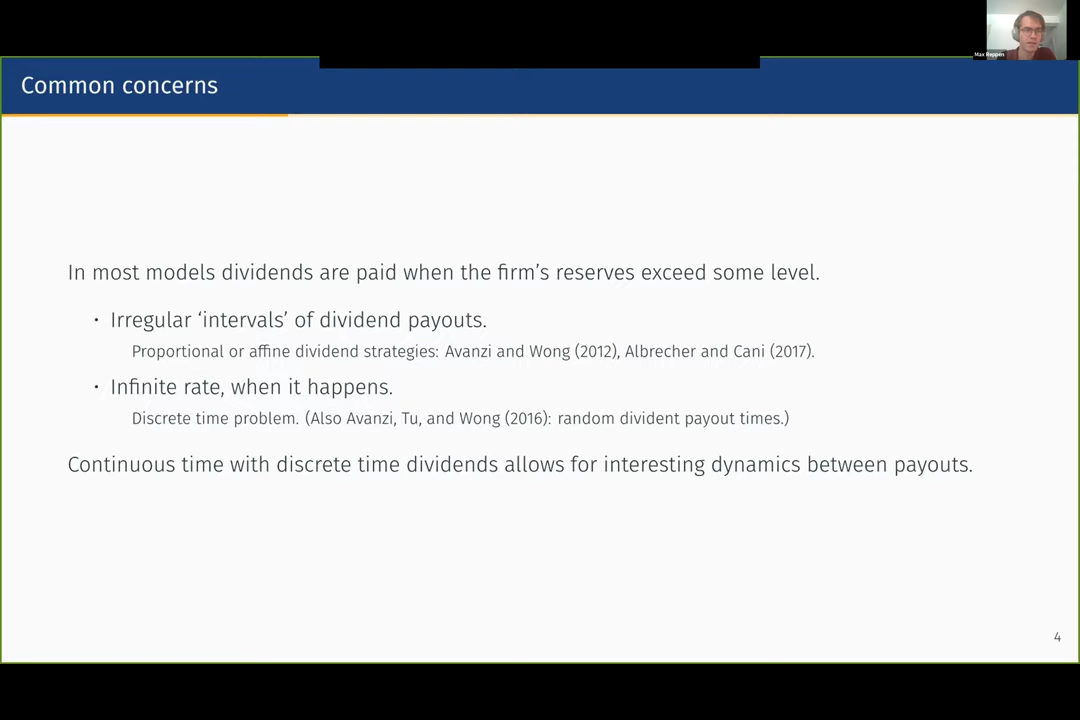 Max Reppen
Common concerns
In most models dividends are paid when the firm's reserves exceed some level.
• Irregular ‘intervals’ of dividend payouts.
Proportional or affine dividend strategies: Avanzi and Wong (2012), Albrecher and Cani (2017).
• Infinite rate, when it happens.
Discrete time problem. (Also Avanzi, Tu, and Wong (2016): random divident payout times.)
Continuous time with discrete time dividends allows for interesting dynamics between payouts.
4